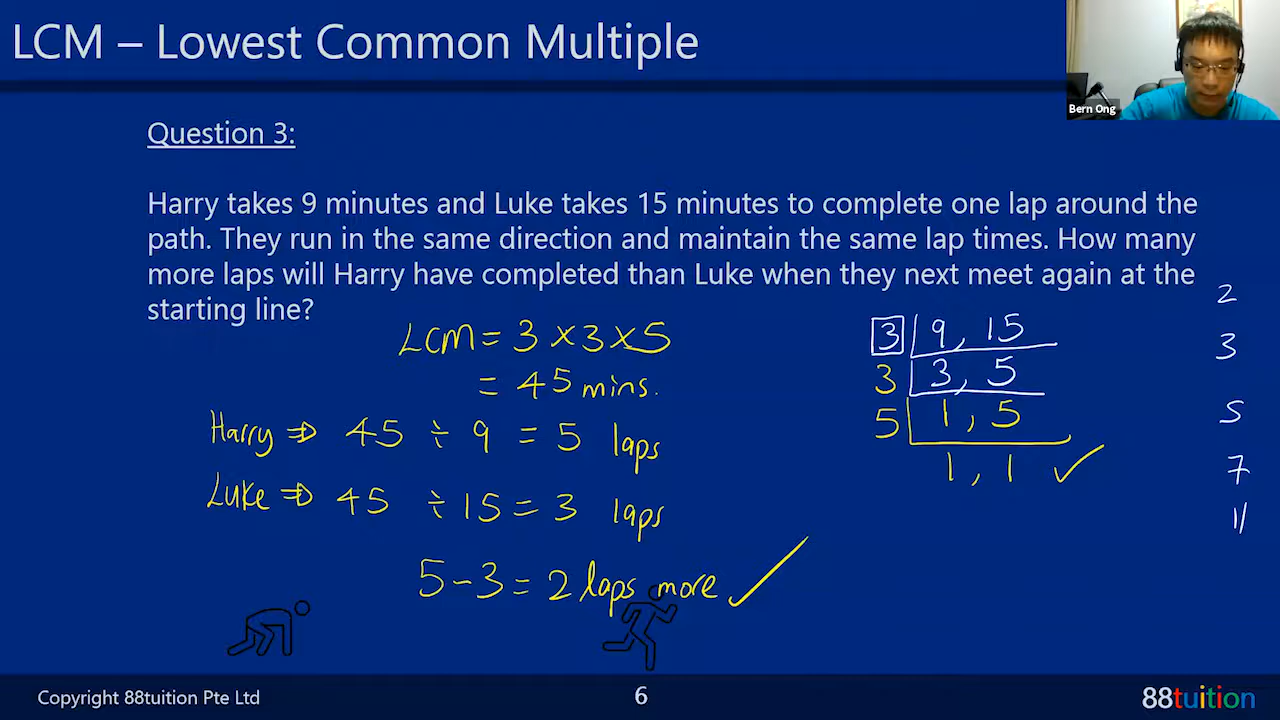 LCM – Lowest Common Multiple
Bern Ong
Question 3:
Harry takes 9 minutes and Luke takes 15 minutes to complete one lap around the
path. They run in the same direction and maintain the same lap times. How many
more laps will Harry have completed than Luke when they next meet again at the
starting line?
LCM = 3 × 3 × 5
= 45 mins.
Harry ⇒ 45 ÷ 9 = 5 laps
Luke ⇒ 45 ÷ 15 = 3 laps
5 - 3 = 2 laps more ✓
3 | 9, 15
3 | 3, 5
5 | 1, 5
1, 1 ✓
2
3
5
7
11
Copyright 88tuition Pte Ltd
6
88tuition